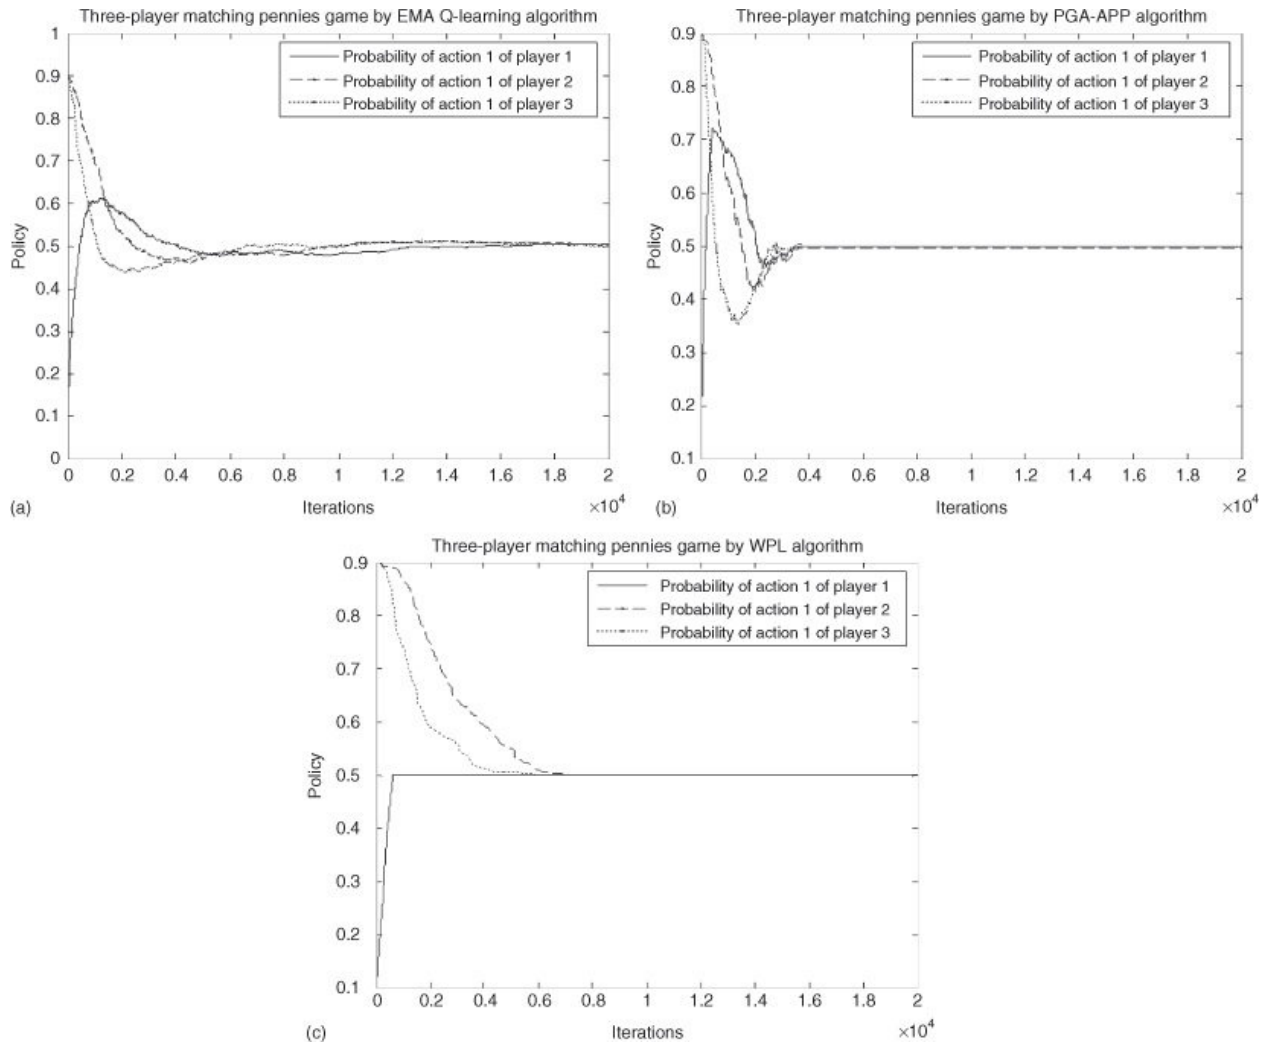 Three-player matching pennies game by EMA Q-learning algorithm
1
0.9
0.8
0.7
0.6
0.5
0.4
0.3
0.2
0.1
0
Policy
Probability of action 1 of player 1
Probability of action 1 of player 2
Probability of action 1 of player 3
0 0.2 0.4 0.6 0.8 1 1.2 1.4 1.6 1.8 2
(a)
Iterations
×10⁴
Three-player matching pennies game by PGA-APP algorithm
0.9
0.8
0.7
0.6
0.5
0.4
0.3
0.2
0.1
Policy
Probability of action 1 of player 1
Probability of action 1 of player 2
Probability of action 1 of player 3
0 0.2 0.4 0.6 0.8 1 1.2 1.4 1.6 1.8 2
(b)
Iterations
×10⁴
Three-player matching pennies game by WPL algorithm
0.9
0.8
0.7
0.6
0.5
0.4
0.3
0.2
0.1
Policy
Probability of action 1 of player 1
Probability of action 1 of player 2
Probability of action 1 of player 3
0 0.2 0.4 0.6 0.8 1 1.2 1.4 1.6 1.8 2
(c)
Iterations
×10⁴